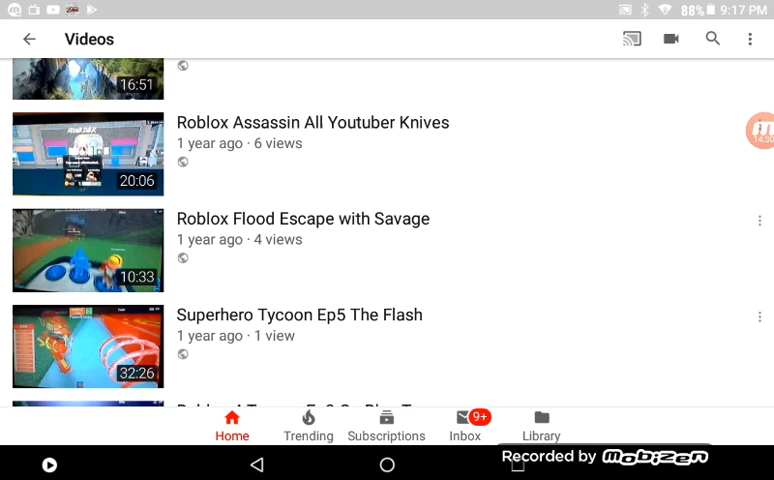 88% 9:17 PM
Videos
16:51
Roblox Assassin All Youtuber Knives
1 year ago · 6 views
20:06
14:30
Roblox Flood Escape with Savage
1 year ago · 4 views
10:33
Superhero Tycoon Ep5 The Flash
1 year ago · 1 view
32:26
9+
Home Trending Subscriptions Inbox Library
Recorded by mobizen